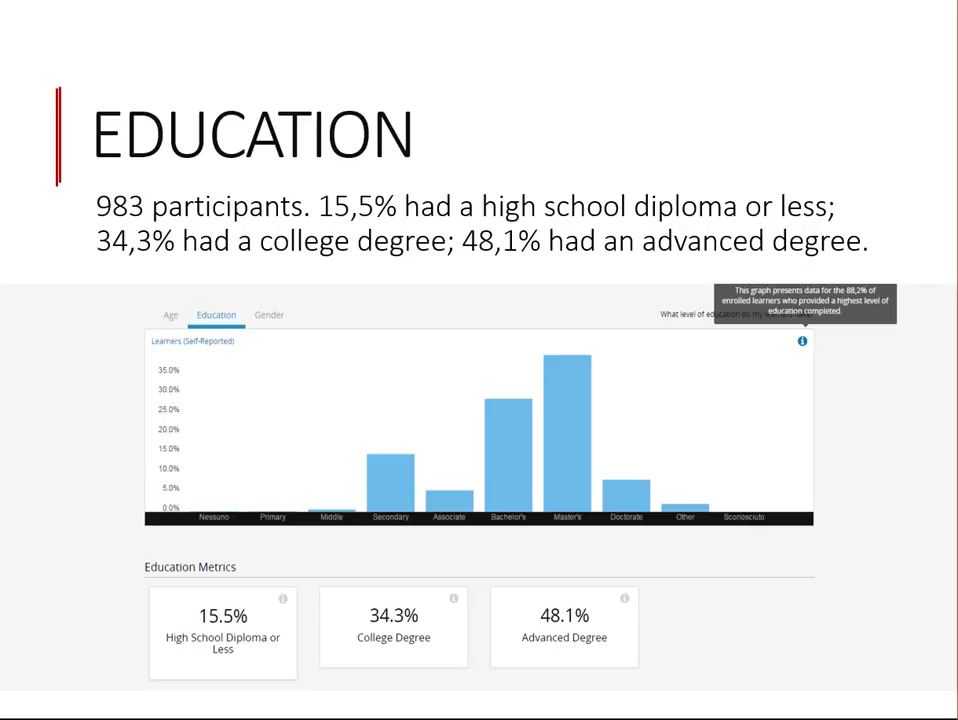 EDUCATION
983 participants. 15,5% had a high school diploma or less;
34,3% had a college degree; 48,1% had an advanced degree.
This graph presents data for the 88,2% of
enrolled learners who provided a highest level of
education completed.
Age Education Gender
What level of education do my learners have?
Learners (Self-Reported)
35.0%
30.0%
25.0%
20.0%
15.0%
10.0%
5.0%
0.0%
Nessuno Primary Middle Secondary Associate Bachelor's Master's Doctorate Other Sconosciuto
Education Metrics
15.5%
High School Diploma or
Less
34.3%
College Degree
48.1%
Advanced Degree